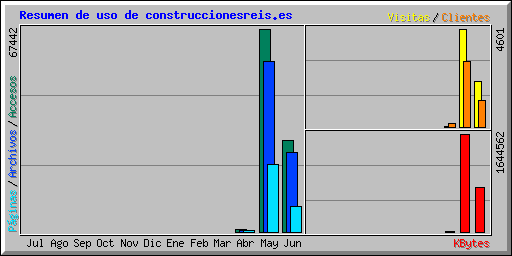 Resumen de uso de construccionesreis.es
Visitas/Clientes
67442
Páginas/Archivos/Accesos
4601
1644562
Jul Ago Sep Oct Nov Dic Ene Feb Mar Abr May Jun
KBytes